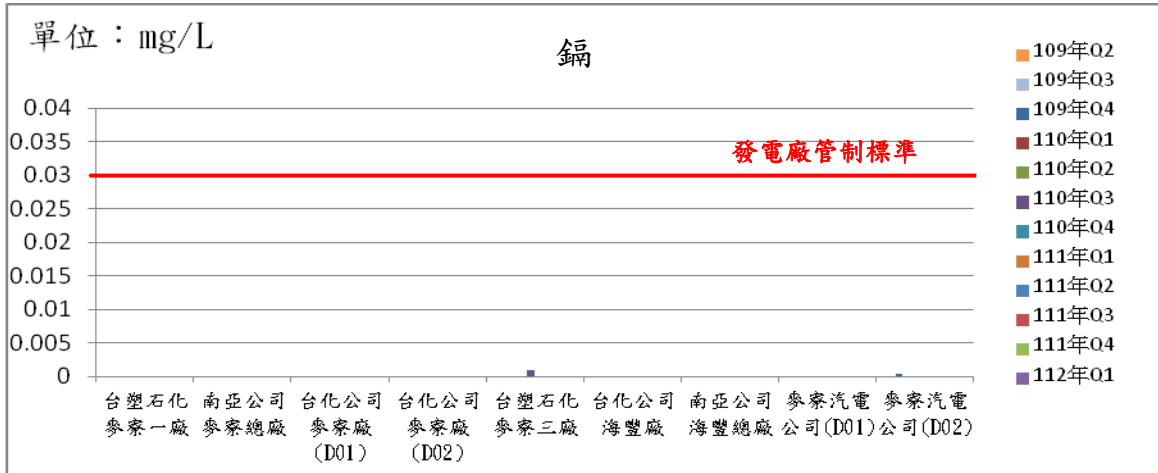 單位：mg/L
鎘
0.04
0.035
0.03
0.025
0.02
0.015
0.01
0.005
0
發電廠管制標準
台塑石化
麥寮一廠
南亞公司
麥寮總廠
台化公司
麥寮廠
(D01)
台化公司
麥寮廠
(D02)
台塑石化
麥寮三廠
台化公司
海豐廠
南亞公司
海豐總廠
麥寮汽電
公司(D01)
麥寮汽電
公司(D02)
109年Q2
109年Q3
109年Q4
110年Q1
110年Q2
110年Q3
110年Q4
111年Q1
111年Q2
111年Q3
111年Q4
112年Q1